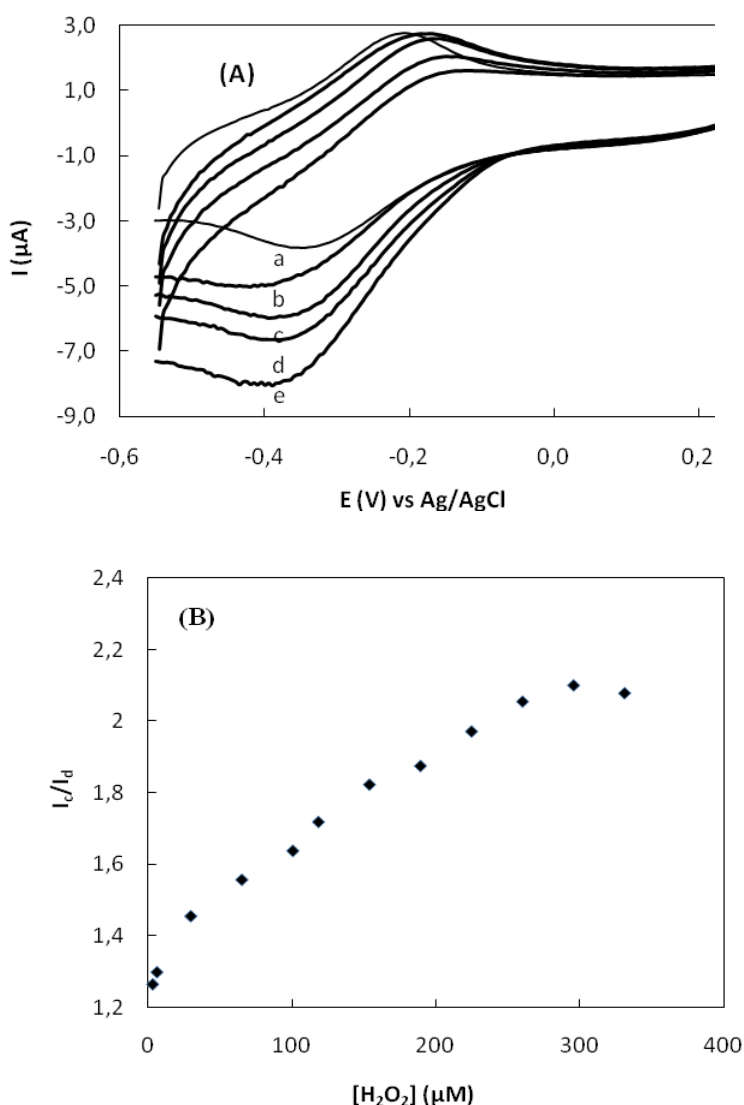 3,0
(A)
1,0
-1,0
-3,0
-5,0
-7,0
-9,0
I (µA)
a
b
c
d
e
-0,6 -0,4 -0,2 0,0 0,2
E (V) vs Ag/AgCl
2,4
(B)
2,2
2
1,8
1,6
1,4
1,2
Ic/Id
0 100 200 300 400
[H₂O₂] (µM)